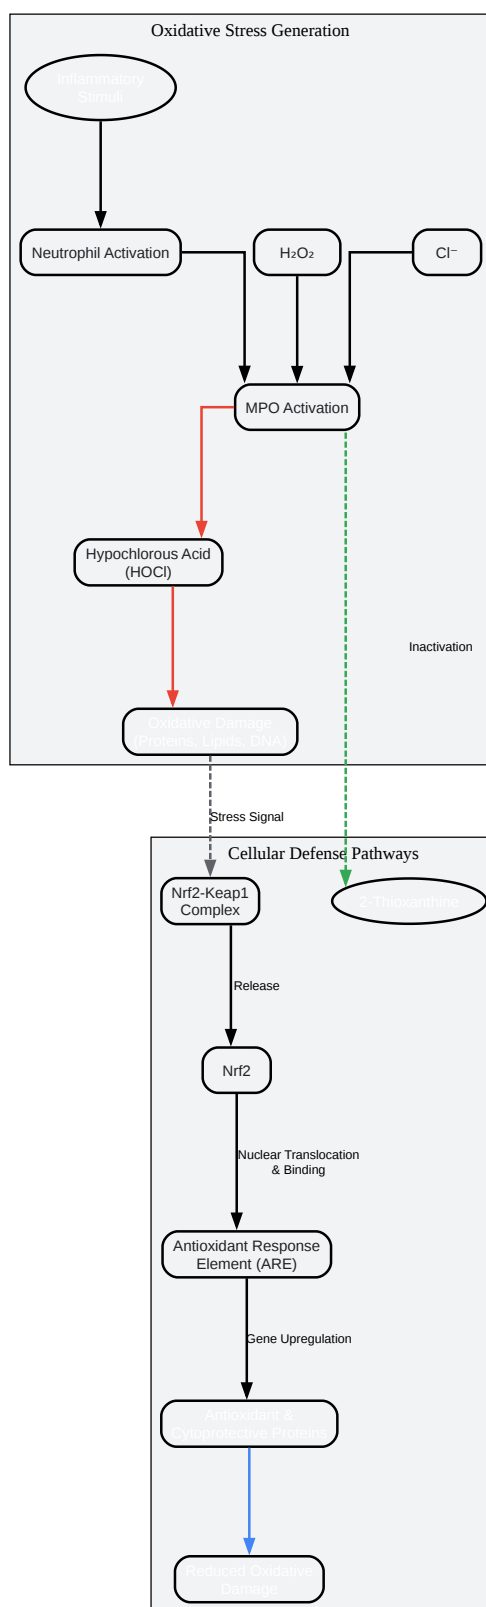 Oxidative Stress Generation
Inflammatory
Stimuli
Neutrophil Activation
H₂O₂
Cl⁻
MPO Activation
Hypochlorous Acid
(HOCl)
Inactivation
Oxidative Damage
(Proteins, Lipids, DNA)
Stress Signal
Cellular Defense Pathways
Nrf2-Keap1
Complex
2-Thioxanthine
Release
Nrf2
Nuclear Translocation
& Binding
Antioxidant Response
Element (ARE)
Gene Upregulation
Antioxidant &
Cytoprotective Proteins
Reduced Oxidative
Damage